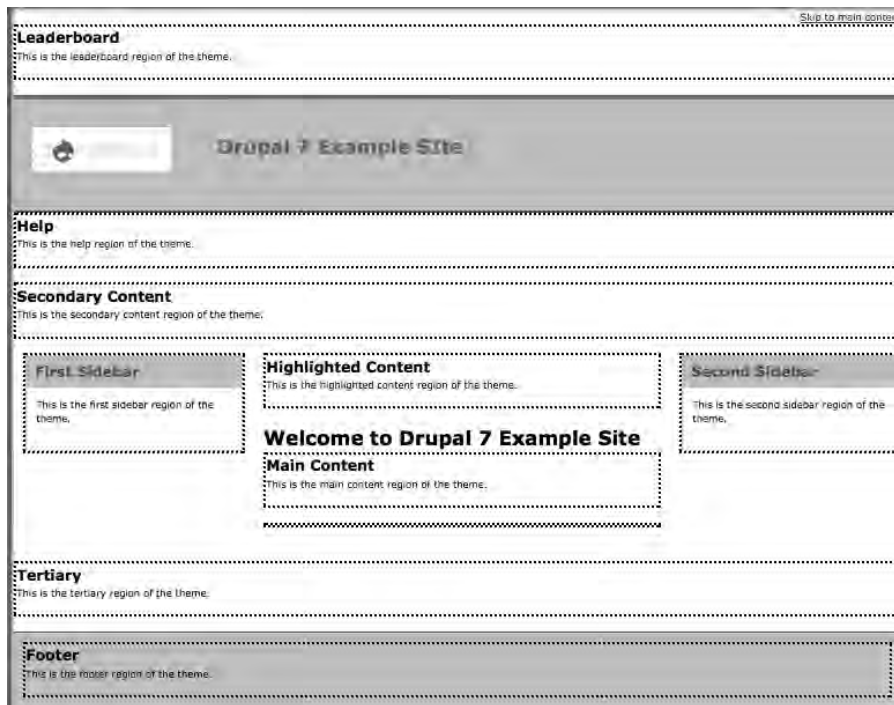 Skip to main conte
Leaderboard
This is the leaderboard region of the theme.
Drupal 7 Example SIte
Help
This is the help region of the theme.
Secondary Content
This is the secondary content region of the theme.
First Sidebar
This is the first sidebar region of the
theme.
Highlighted Content
This is the highlighted content region of the theme.
Welcome to Drupal 7 Example Site
Main Content
This is the main content region of the theme.
Second Sidebar
This is the second sidebar region of the
theme.
Tertiary
This is the tertiary region of the theme.
Footer
This is the footer region of the theme.